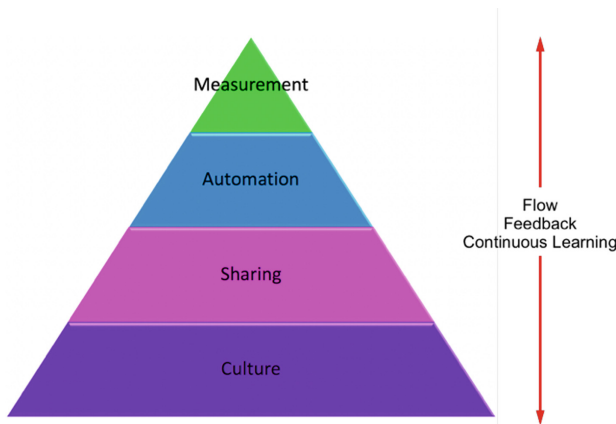 Measurement
Automation
Sharing
Culture
Flow
Feedback
Continuous Learning